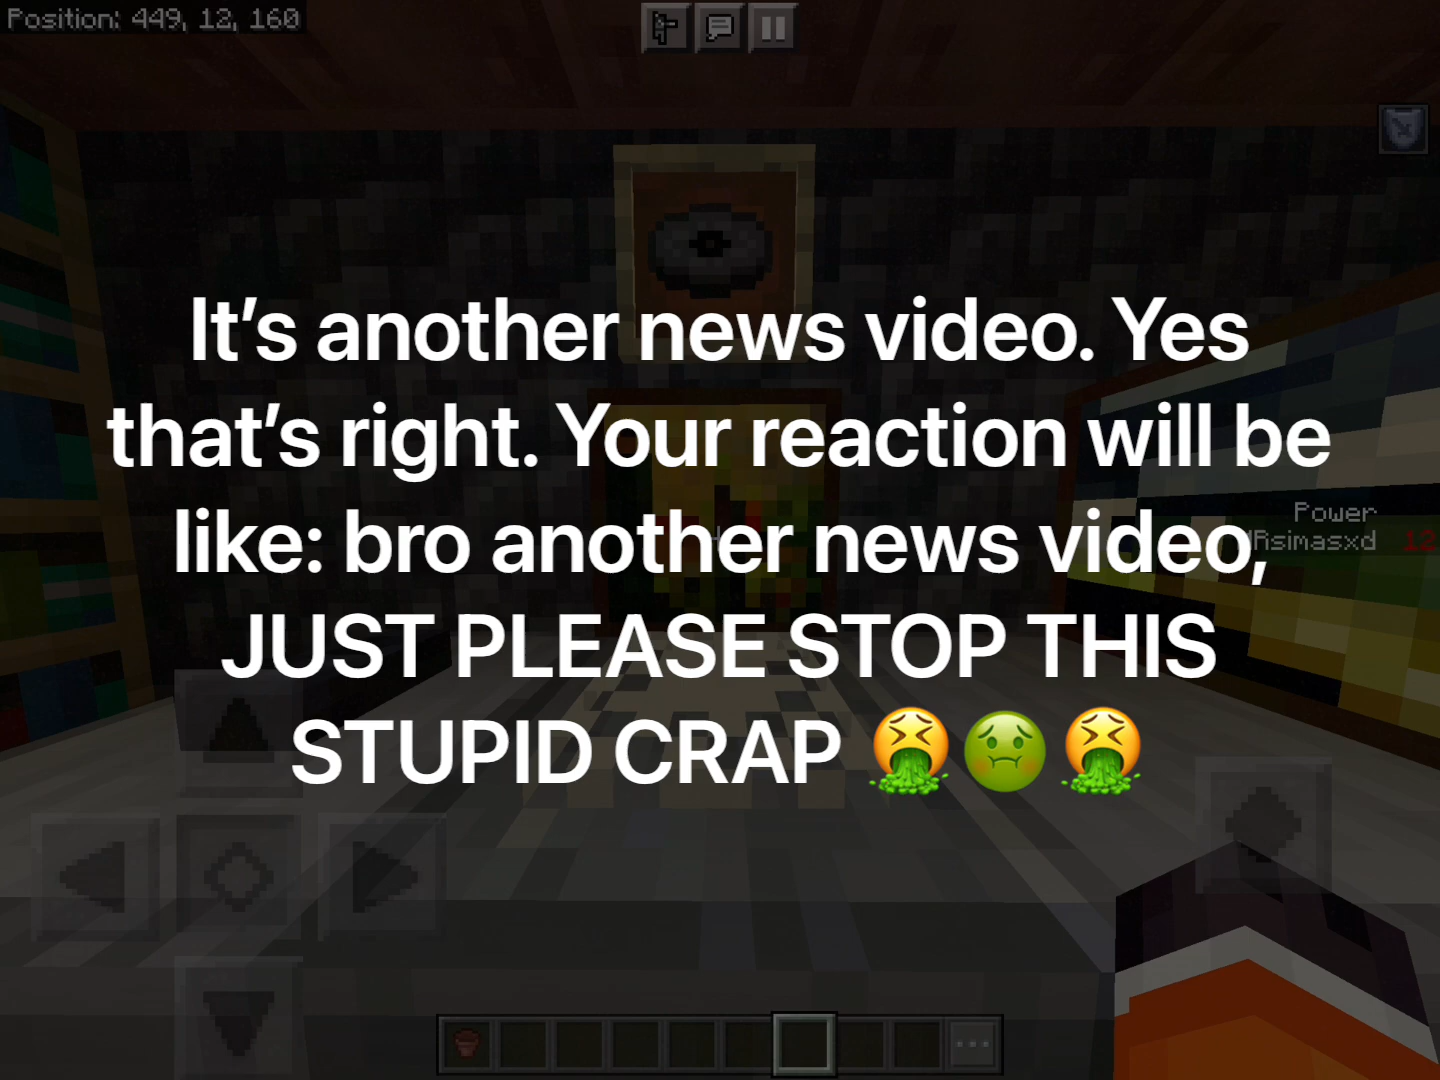 Position: 449, 12, 160
It’s another news video. Yes
that’s right. Your reaction will be
like: bro another news video,
JUST PLEASE STOP THIS
STUPID CRAP 🤮🤢🤮
Power
Rsimasxd 12